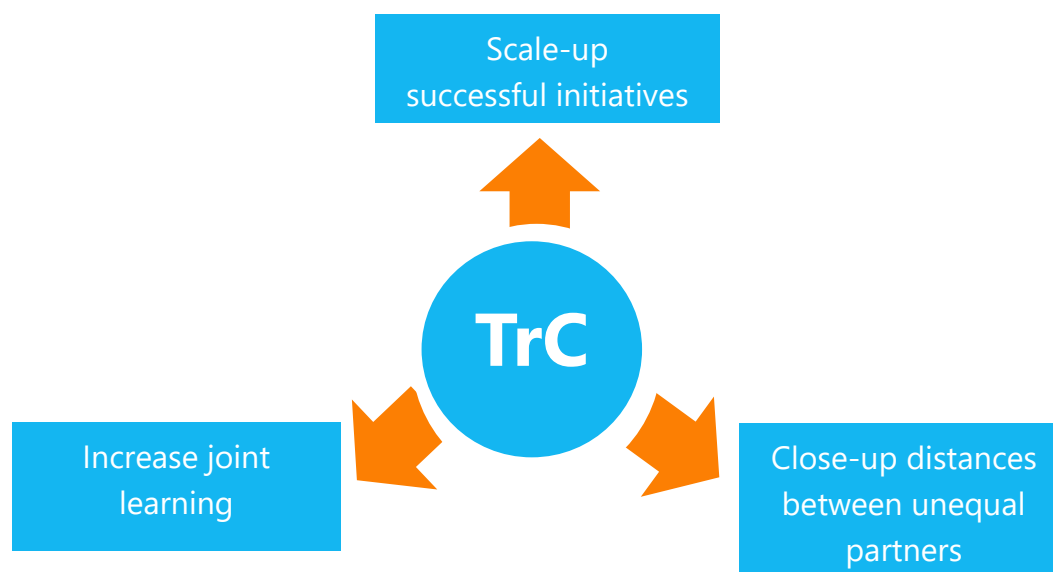 Scale-up
successful initiatives
TrC
Increase joint
learning
Close-up distances
between unequal
partners